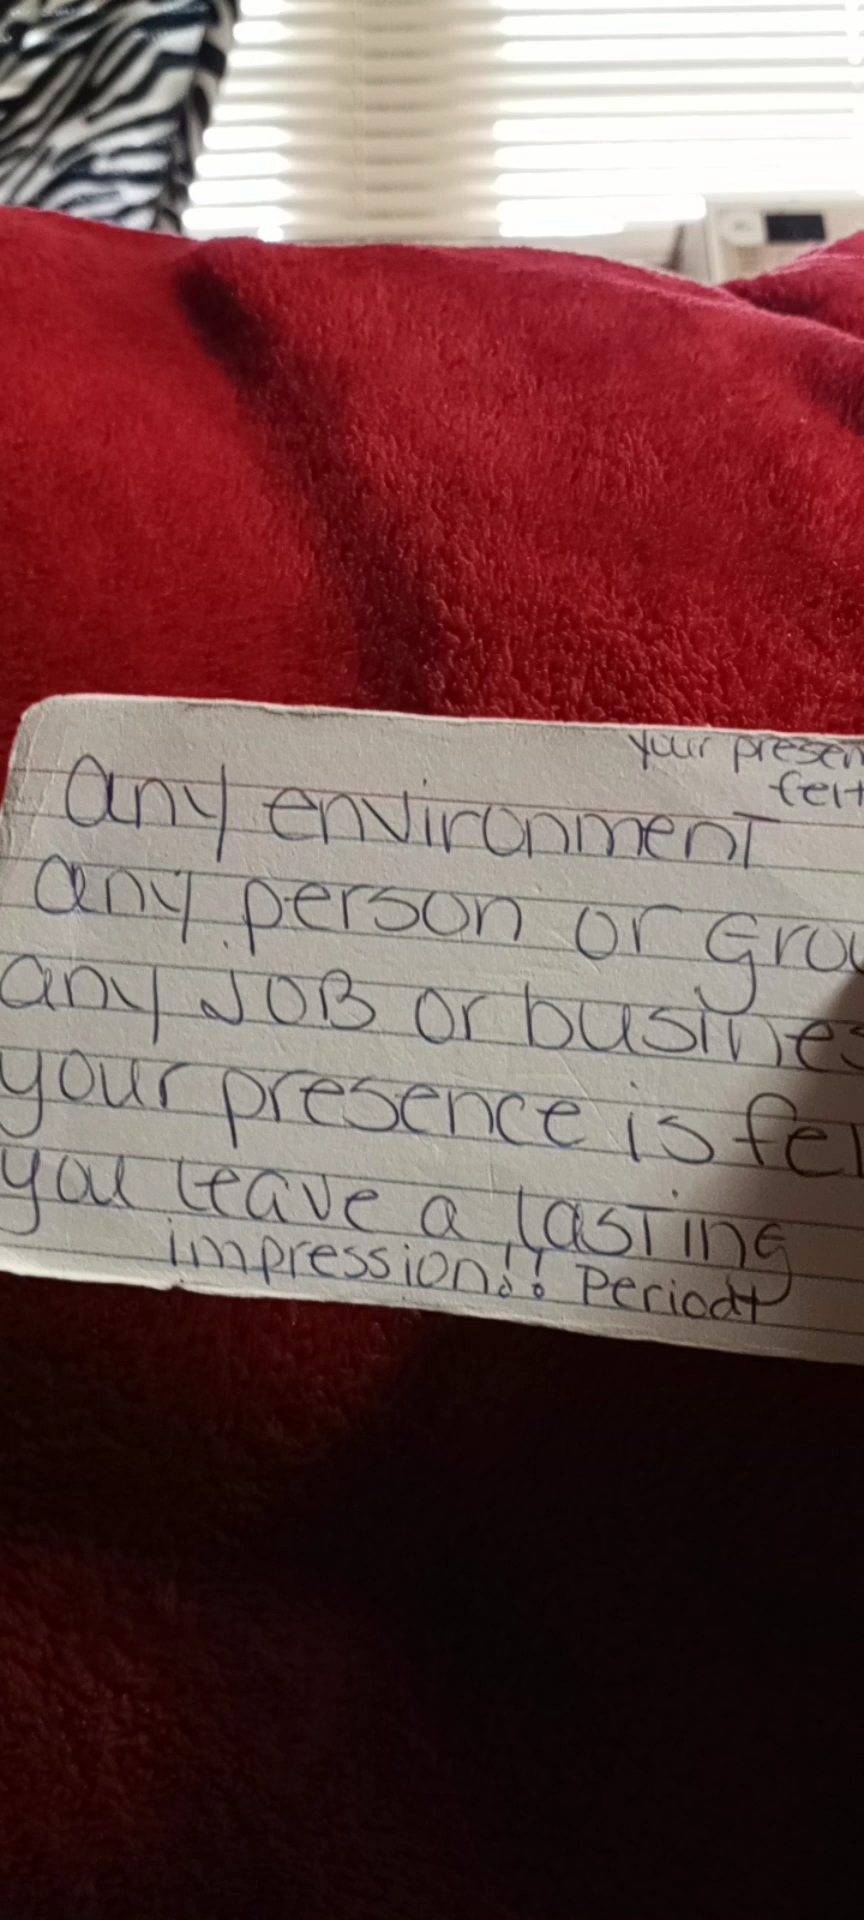 your presen
felt
any environment
any person or grou
any JOB or busines
your presence is fel
you leave a lasting
impression!! Periodt